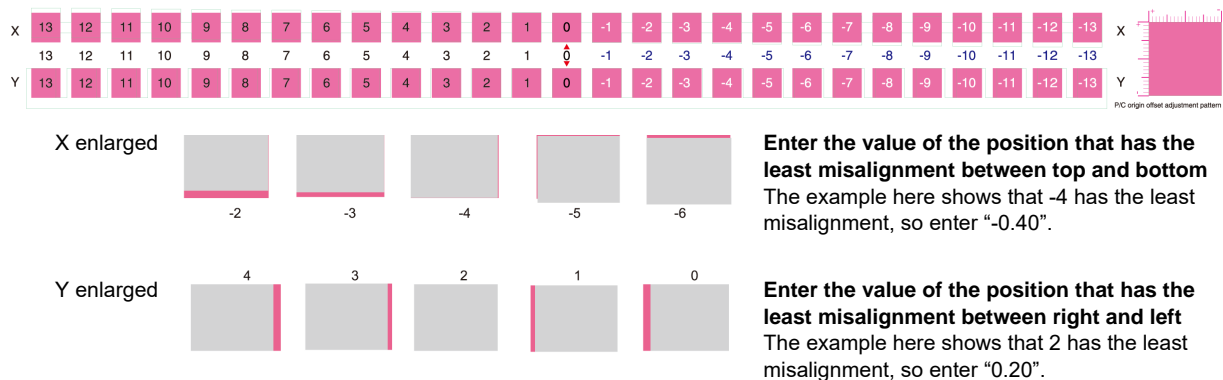 X 13 12 11 10 9 8 7 6 5 4 3 2 1 0 -1 -2 -3 -4 -5 -6 -7 -8 -9 -10 -11 -12 -13 X
13 12 11 10 9 8 7 6 5 4 3 2 1 0 -1 -2 -3 -4 -5 -6 -7 -8 -9 -10 -11 -12 -13
Y 13 12 11 10 9 8 7 6 5 4 3 2 1 0 -1 -2 -3 -4 -5 -6 -7 -8 -9 -10 -11 -12 -13 Y
P/C origin offset adjustment pattern
X enlarged
-2 -3 -4 -5 -6
Enter the value of the position that has the
least misalignment between top and bottom
The example here shows that -4 has the least
misalignment, so enter “-0.40”.
Y enlarged
4 3 2 1 0
Enter the value of the position that has the
least misalignment between right and left
The example here shows that 2 has the least
misalignment, so enter “0.20”.